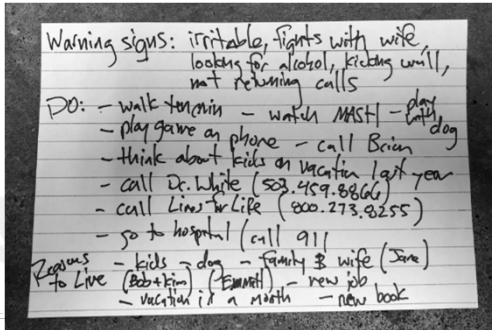 Warning signs: irritable, fights with wife,
looking for alcohol, kicking wall,
not returning calls
DO: - walk ten min - watch MASH - play with dog
- play game on phone - call Brian
- think about kids on vacation last year
- call Dr. White (503.459.8866)
- call Lines for Life (800.273.8255)
- go to hospital / call 911
Reasons to Live - kids - dog - family & wife (Jane)
(Bob + Kim) (Emmett) - new job
- vacation in a month - new book